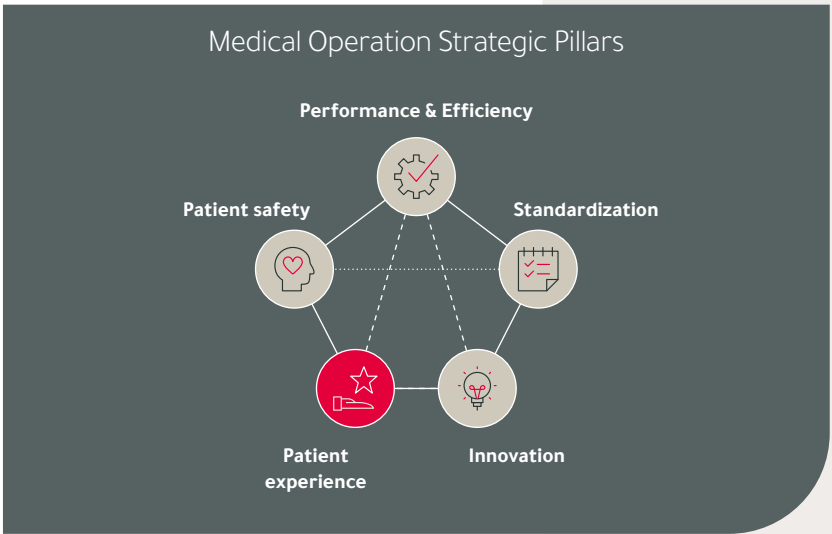 Medical Operation Strategic Pillars
Performance & Efficiency
Patient safety
Standardization
Patient
experience
Innovation